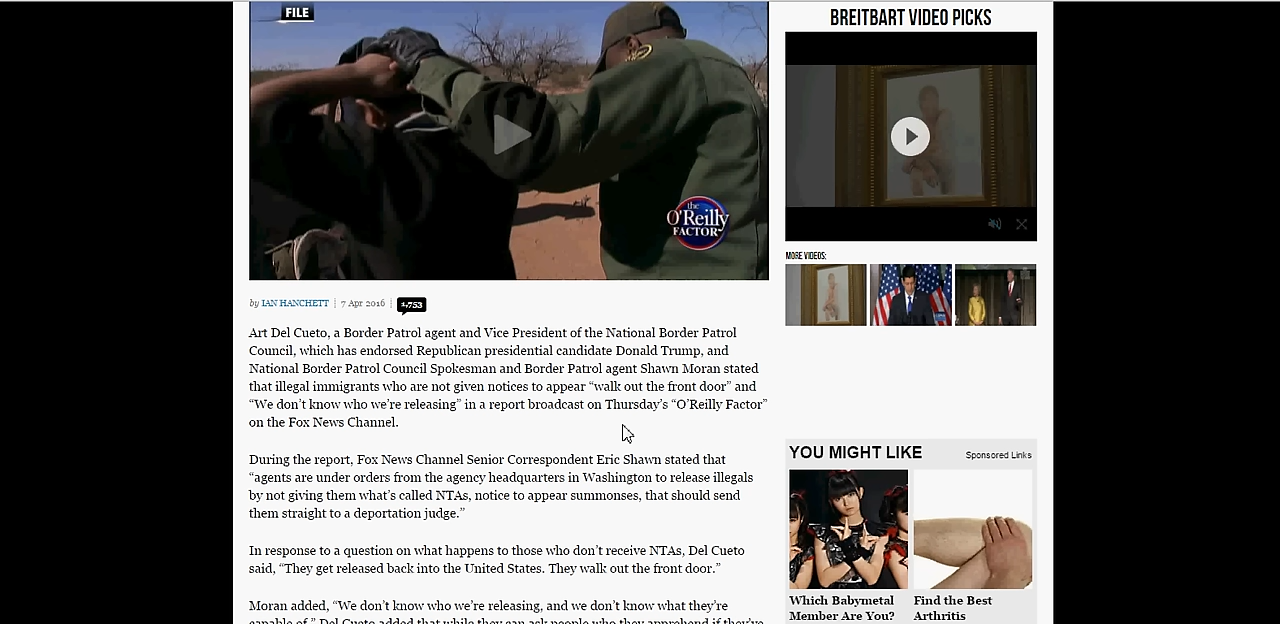 FILE
the
O'Reilly
FACTOR
by IAN HANCHETT | 7 Apr 2016 | 1,753
Art Del Cueto, a Border Patrol agent and Vice President of the National Border Patrol
Council, which has endorsed Republican presidential candidate Donald Trump, and
National Border Patrol Council Spokesman and Border Patrol agent Shawn Moran stated
that illegal immigrants who are not given notices to appear “walk out the front door” and
“We don’t know who we’re releasing” in a report broadcast on Thursday’s “O’Reilly Factor”
on the Fox News Channel.
During the report, Fox News Channel Senior Correspondent Eric Shawn stated that
“agents are under orders from the agency headquarters in Washington to release illegals
by not giving them what’s called NTAs, notice to appear summonses, that should send
them straight to a deportation judge.”
In response to a question on what happens to those who don’t receive NTAs, Del Cueto
said, “They get released back into the United States. They walk out the front door.”
Moran added, “We don’t know who we’re releasing, and we don’t know what they’re
capable of.” Del Cueto added that while they can ask people who they apprehend if they’ve
BREITBART VIDEO PICKS
MORE VIDEOS:
YOU MIGHT LIKE
Sponsored Links
Which Babymetal
Member Are You?
Find the Best
Arthritis